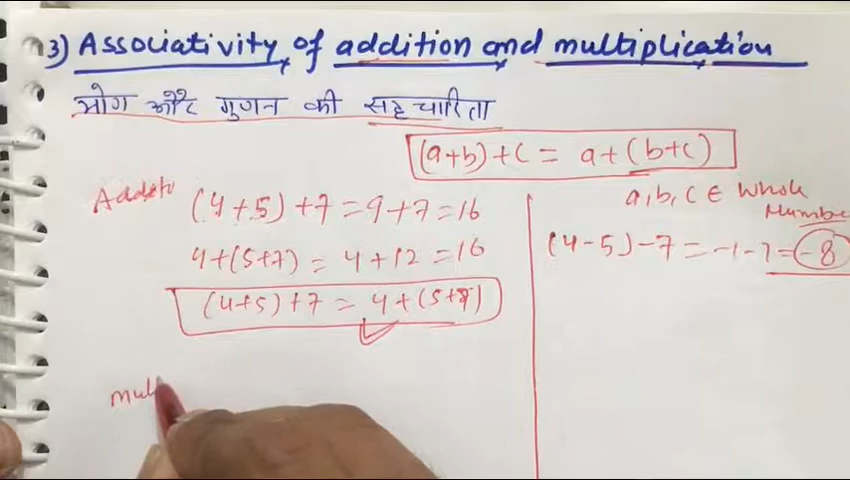 3) Associativity of addition and multiplication
योग और गुणन की सहचारिता
(a+b)+c = a+(b+c)
a,b,c ∈ Whole
Number
(4+5)+7=9+7=16
4+(5+7) = 4+12=16
(4+5)+7 = 4+(5+7)
mul
(4-5)-7=-1-7=-8